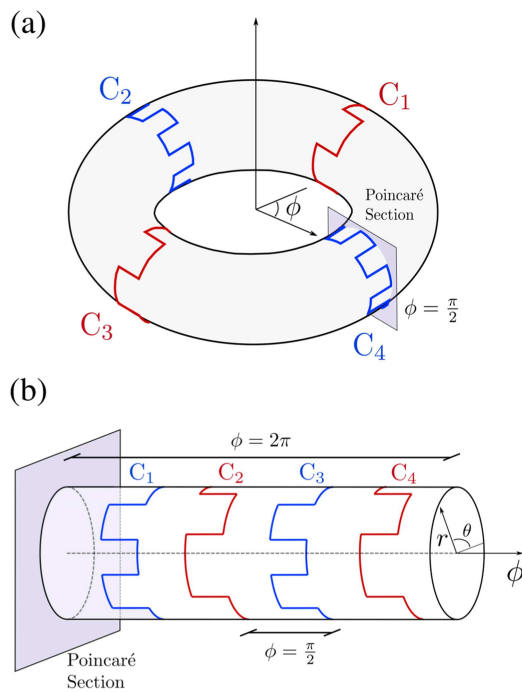 (a)
C₂
C₁
Poincaré
Section
ϕ
ϕ = π/2
C₃
C₄
(b)
ϕ = 2π
C₁ C₂ C₃ C₄
r θ
ϕ
ϕ = π/2
Poincaré
Section